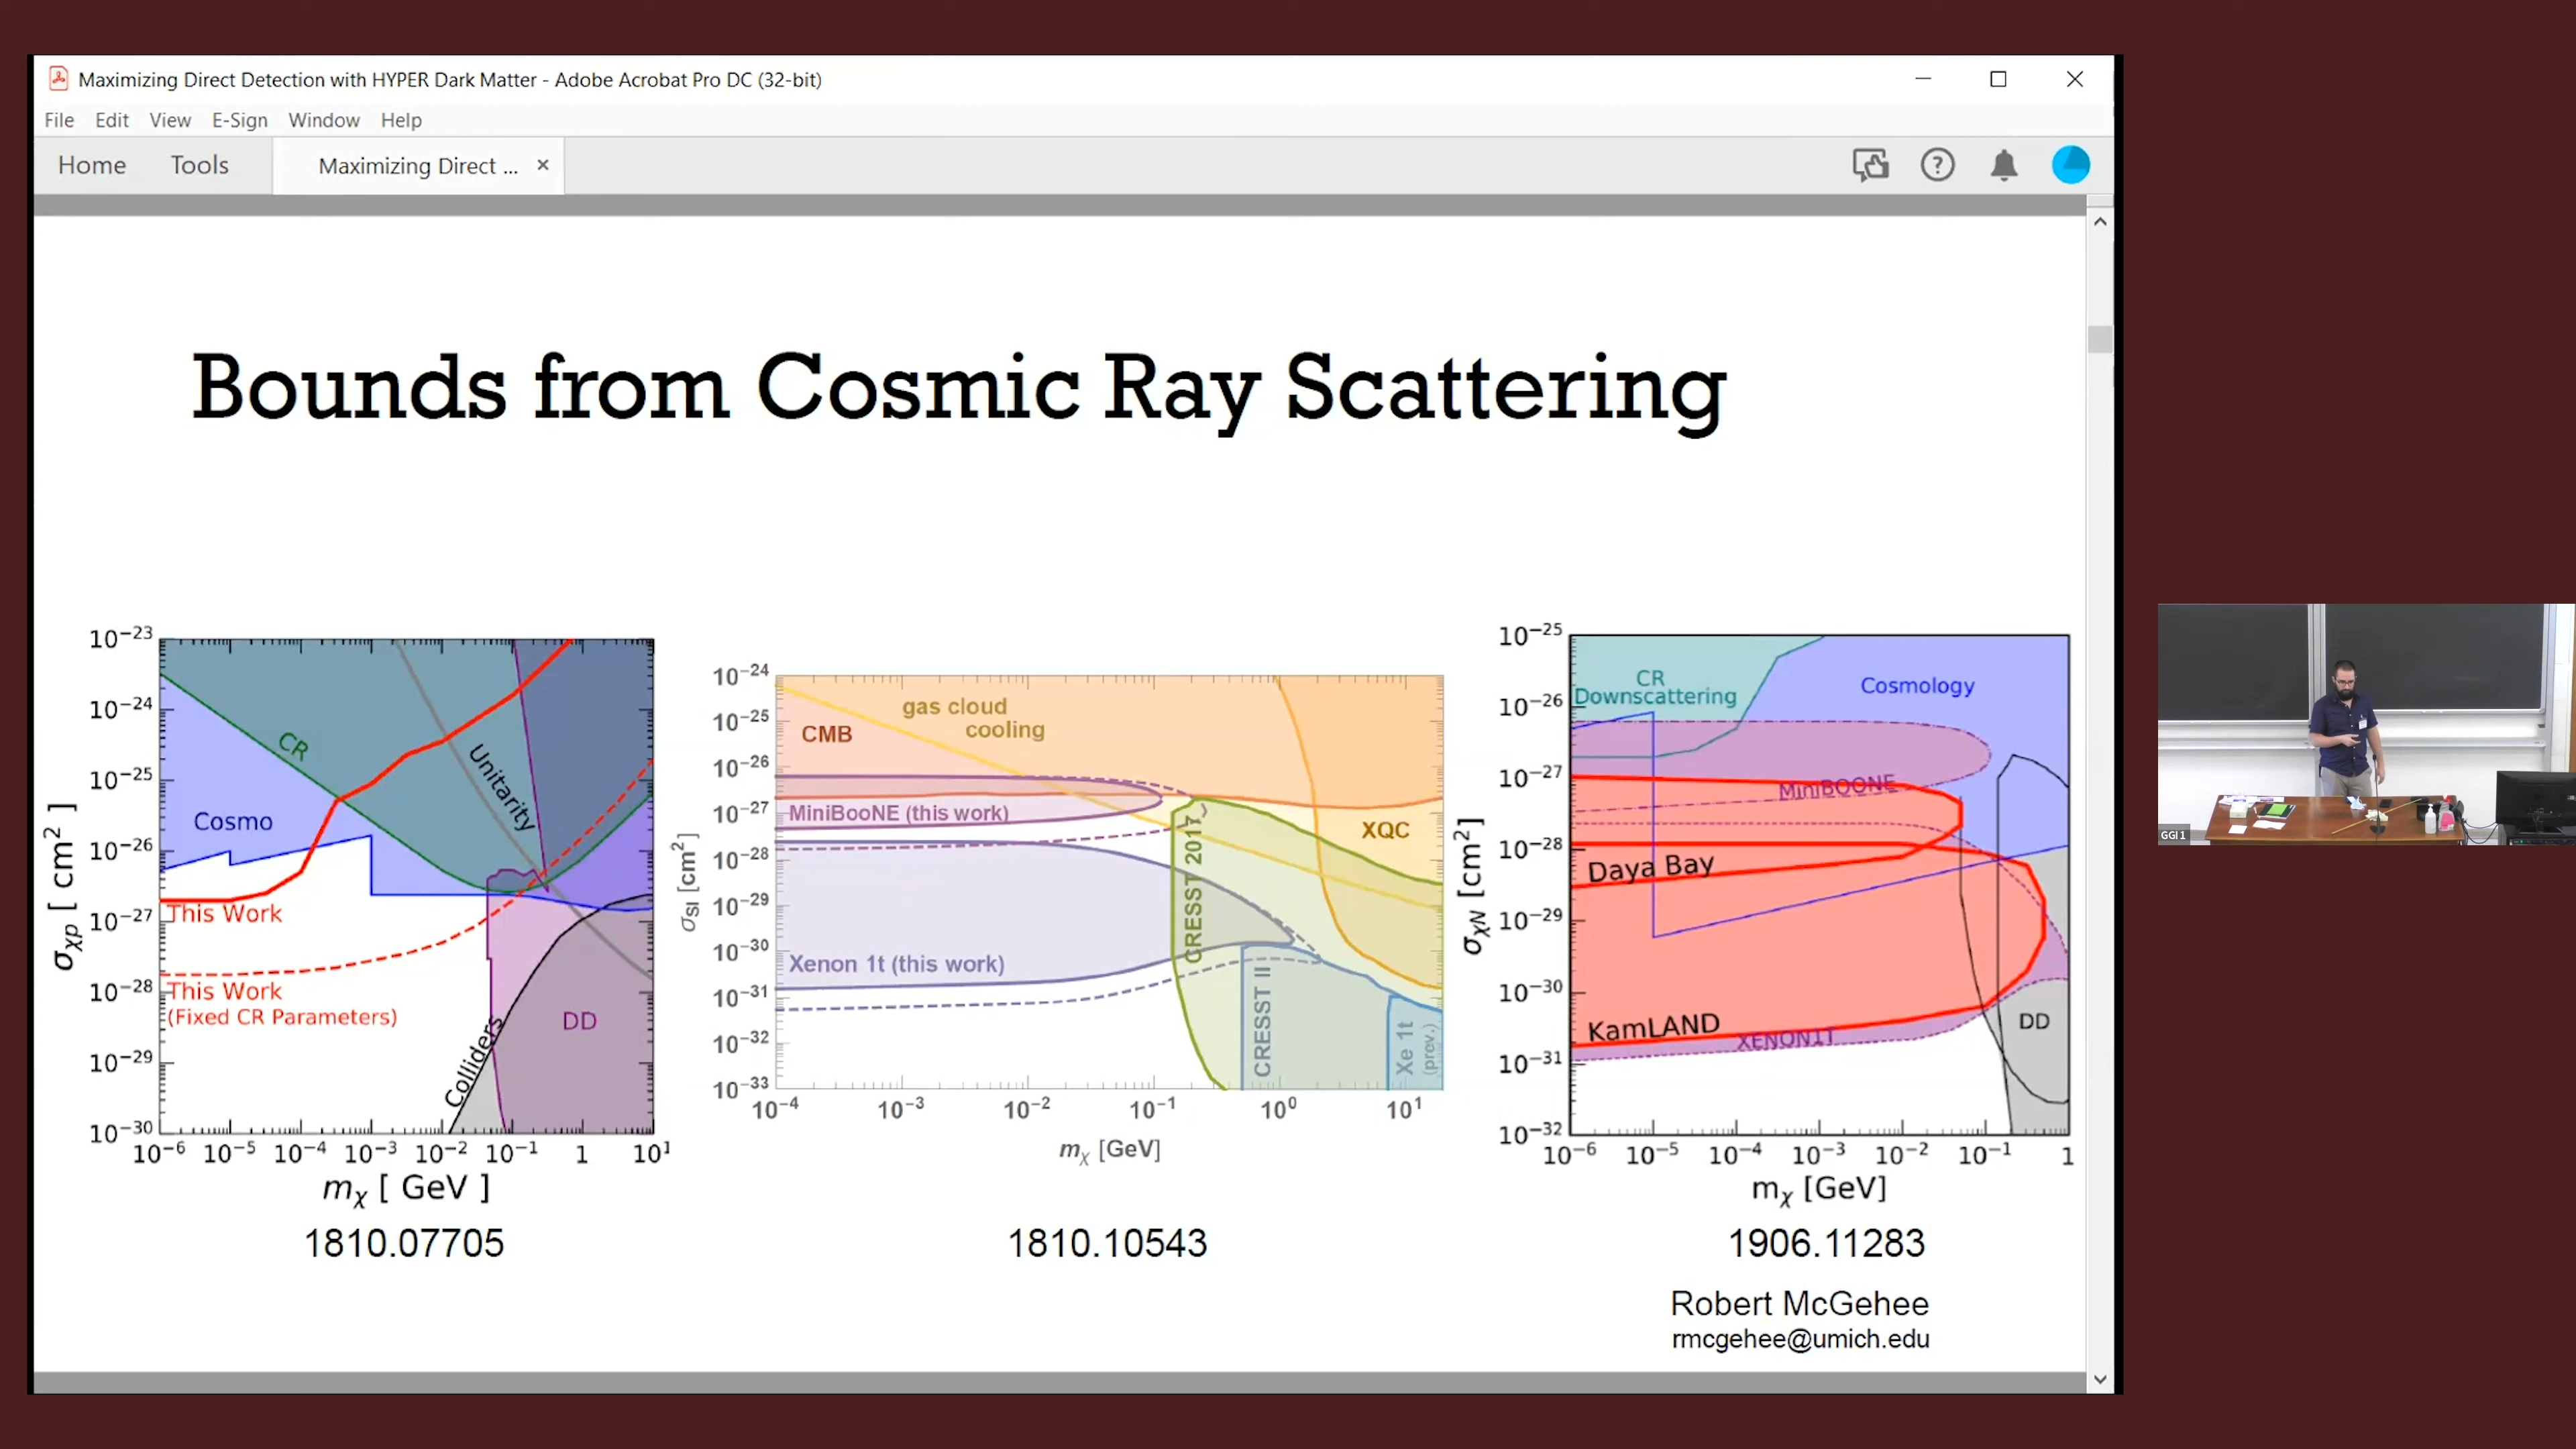 Maximizing Direct Detection with HYPER Dark Matter - Adobe Acrobat Pro DC (32-bit)
File Edit View E-Sign Window Help
Home Tools Maximizing Direct ... ×
Bounds from Cosmic Ray Scattering
10⁻²³
10⁻²⁴
10⁻²⁵
10⁻²⁶
10⁻²⁷
10⁻²⁸
10⁻²⁹
10⁻³⁰
σχp [ cm² ]
CR
Unitarity
Cosmo
This Work
This Work
(Fixed CR Parameters)
Colliders
DD
10⁻⁶ 10⁻⁵ 10⁻⁴ 10⁻³ 10⁻² 10⁻¹ 1 10¹
mχ [ GeV ]
1810.07705
10⁻²⁴
10⁻²⁵
10⁻²⁶
10⁻²⁷
10⁻²⁸
10⁻²⁹
10⁻³⁰
10⁻³¹
10⁻³²
10⁻³³
σSI [cm²]
gas cloud
cooling
CMB
MiniBooNE (this work)
XQC
CRESST 2017
Xenon 1t (this work)
CRESST II
Xe 1t
(prev.)
10⁻⁴ 10⁻³ 10⁻² 10⁻¹ 10⁰ 10¹
mχ [GeV]
1810.10543
10⁻²⁵
10⁻²⁶
10⁻²⁷
10⁻²⁸
10⁻²⁹
10⁻³⁰
10⁻³¹
10⁻³²
σχN [cm²]
CR
Downscattering
Cosmology
MiniBOONE
Daya Bay
KamLAND
XENON1T
DD
10⁻⁶ 10⁻⁵ 10⁻⁴ 10⁻³ 10⁻² 10⁻¹ 1
mχ [GeV]
1906.11283
Robert McGehee
rmcgehee@umich.edu
GGI 1